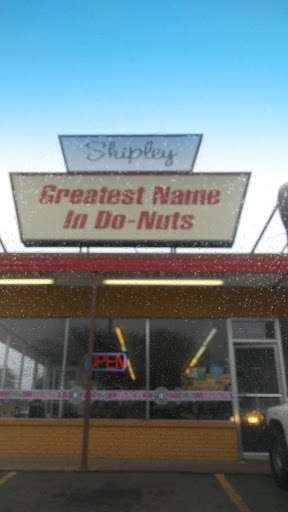 Shipley
Greatest Name
In Do-Nuts
OPEN